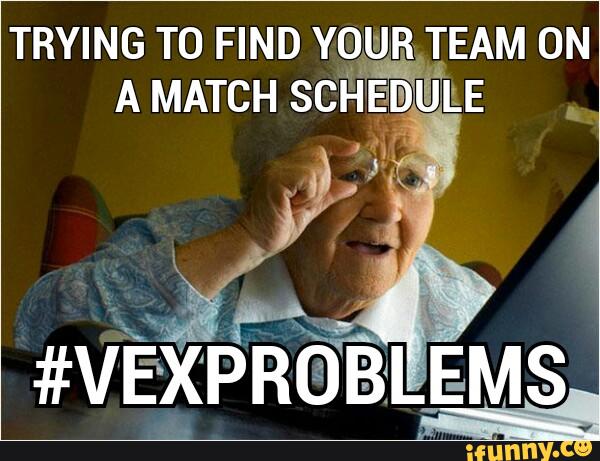 TRYING TO FIND YOUR TEAM ON
A MATCH SCHEDULE
#VEXPROBLEMS
ifunny.co